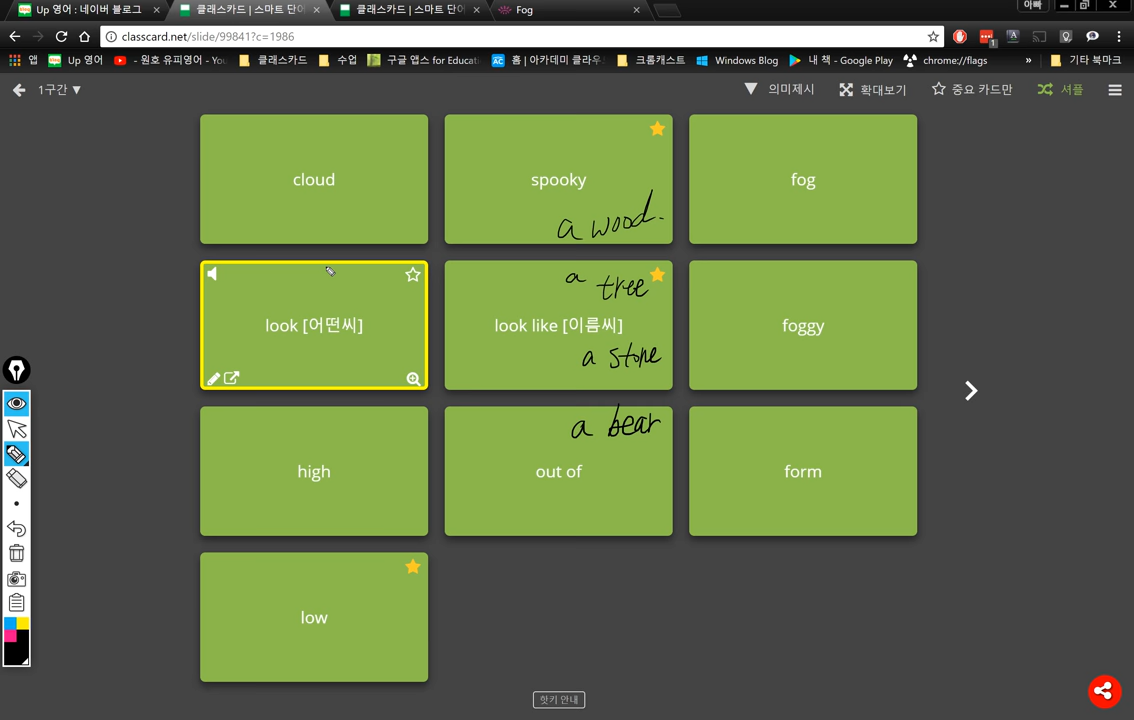 Up 영어 : 네이버 블로그
클래스카드 | 스마트 단어
클래스카드 | 스마트 단어
Fog
아빠
classcard.net/slide/99841?c=1986
앱
Up 영어
- 원호 유피영어 - You
클래스카드
수업
구글 앱스 for Educati
홈 | 아카데미 클라우
크롬캐스트
Windows Blog
내 책 - Google Play
chrome://flags
»
기타 북마크
1구간 ▼
▼ 의미제시
확대보기
중요 카드만
셔플
cloud
spooky
fog
a wood.
look [어떤씨]
a tree
look like [이름씨]
a stone
foggy
high
a bear
out of
form
low
핫키 안내